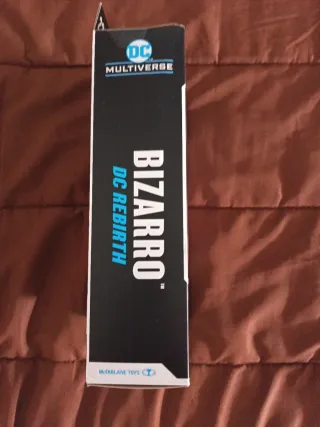 DC
MULTIVERSE
BIZARRO™
DC REBIRTH
McFARLANE TOYS